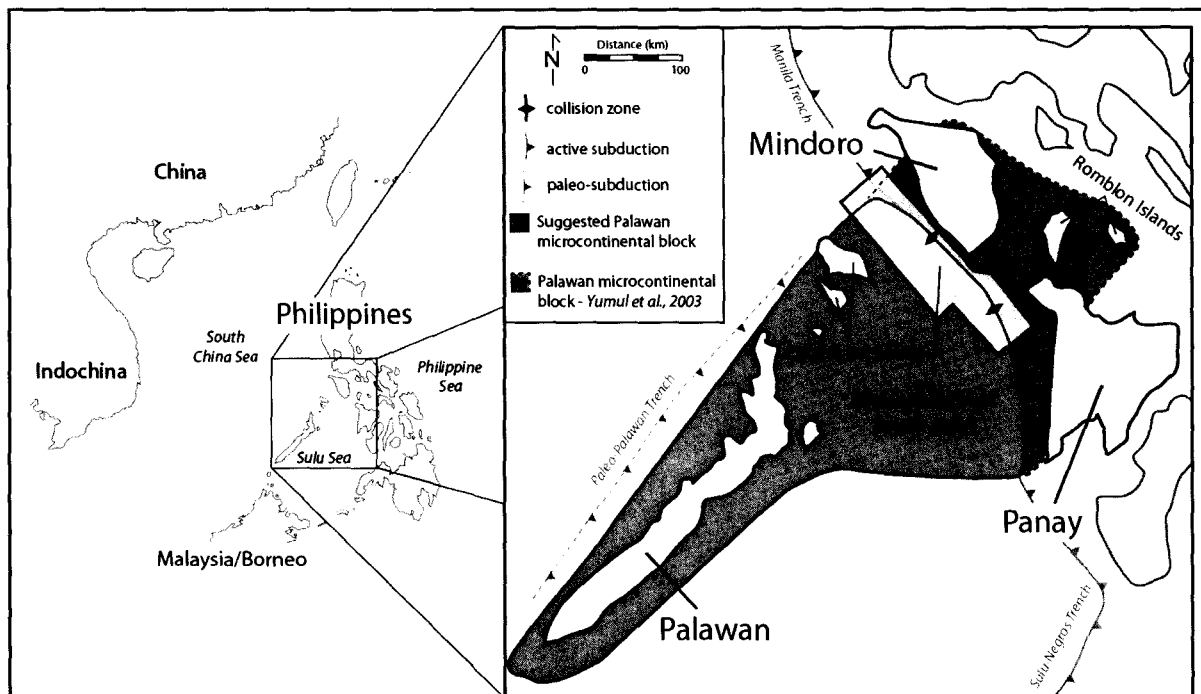 China
Indochina
South
China Sea
Philippines
Philippine
Sea
Sulu Sea
Malaysia/Borneo
N
Distance (km)
0
100
collision zone
active subduction
paleo-subduction
Suggested Palawan
microcontinental block
Palawan microcontinental
block - Yumul et al., 2003
Manila Trench
Mindoro
Romblon Islands
Paleo-Palawan Trench
Panay
Palawan
Sulu Negros Trench